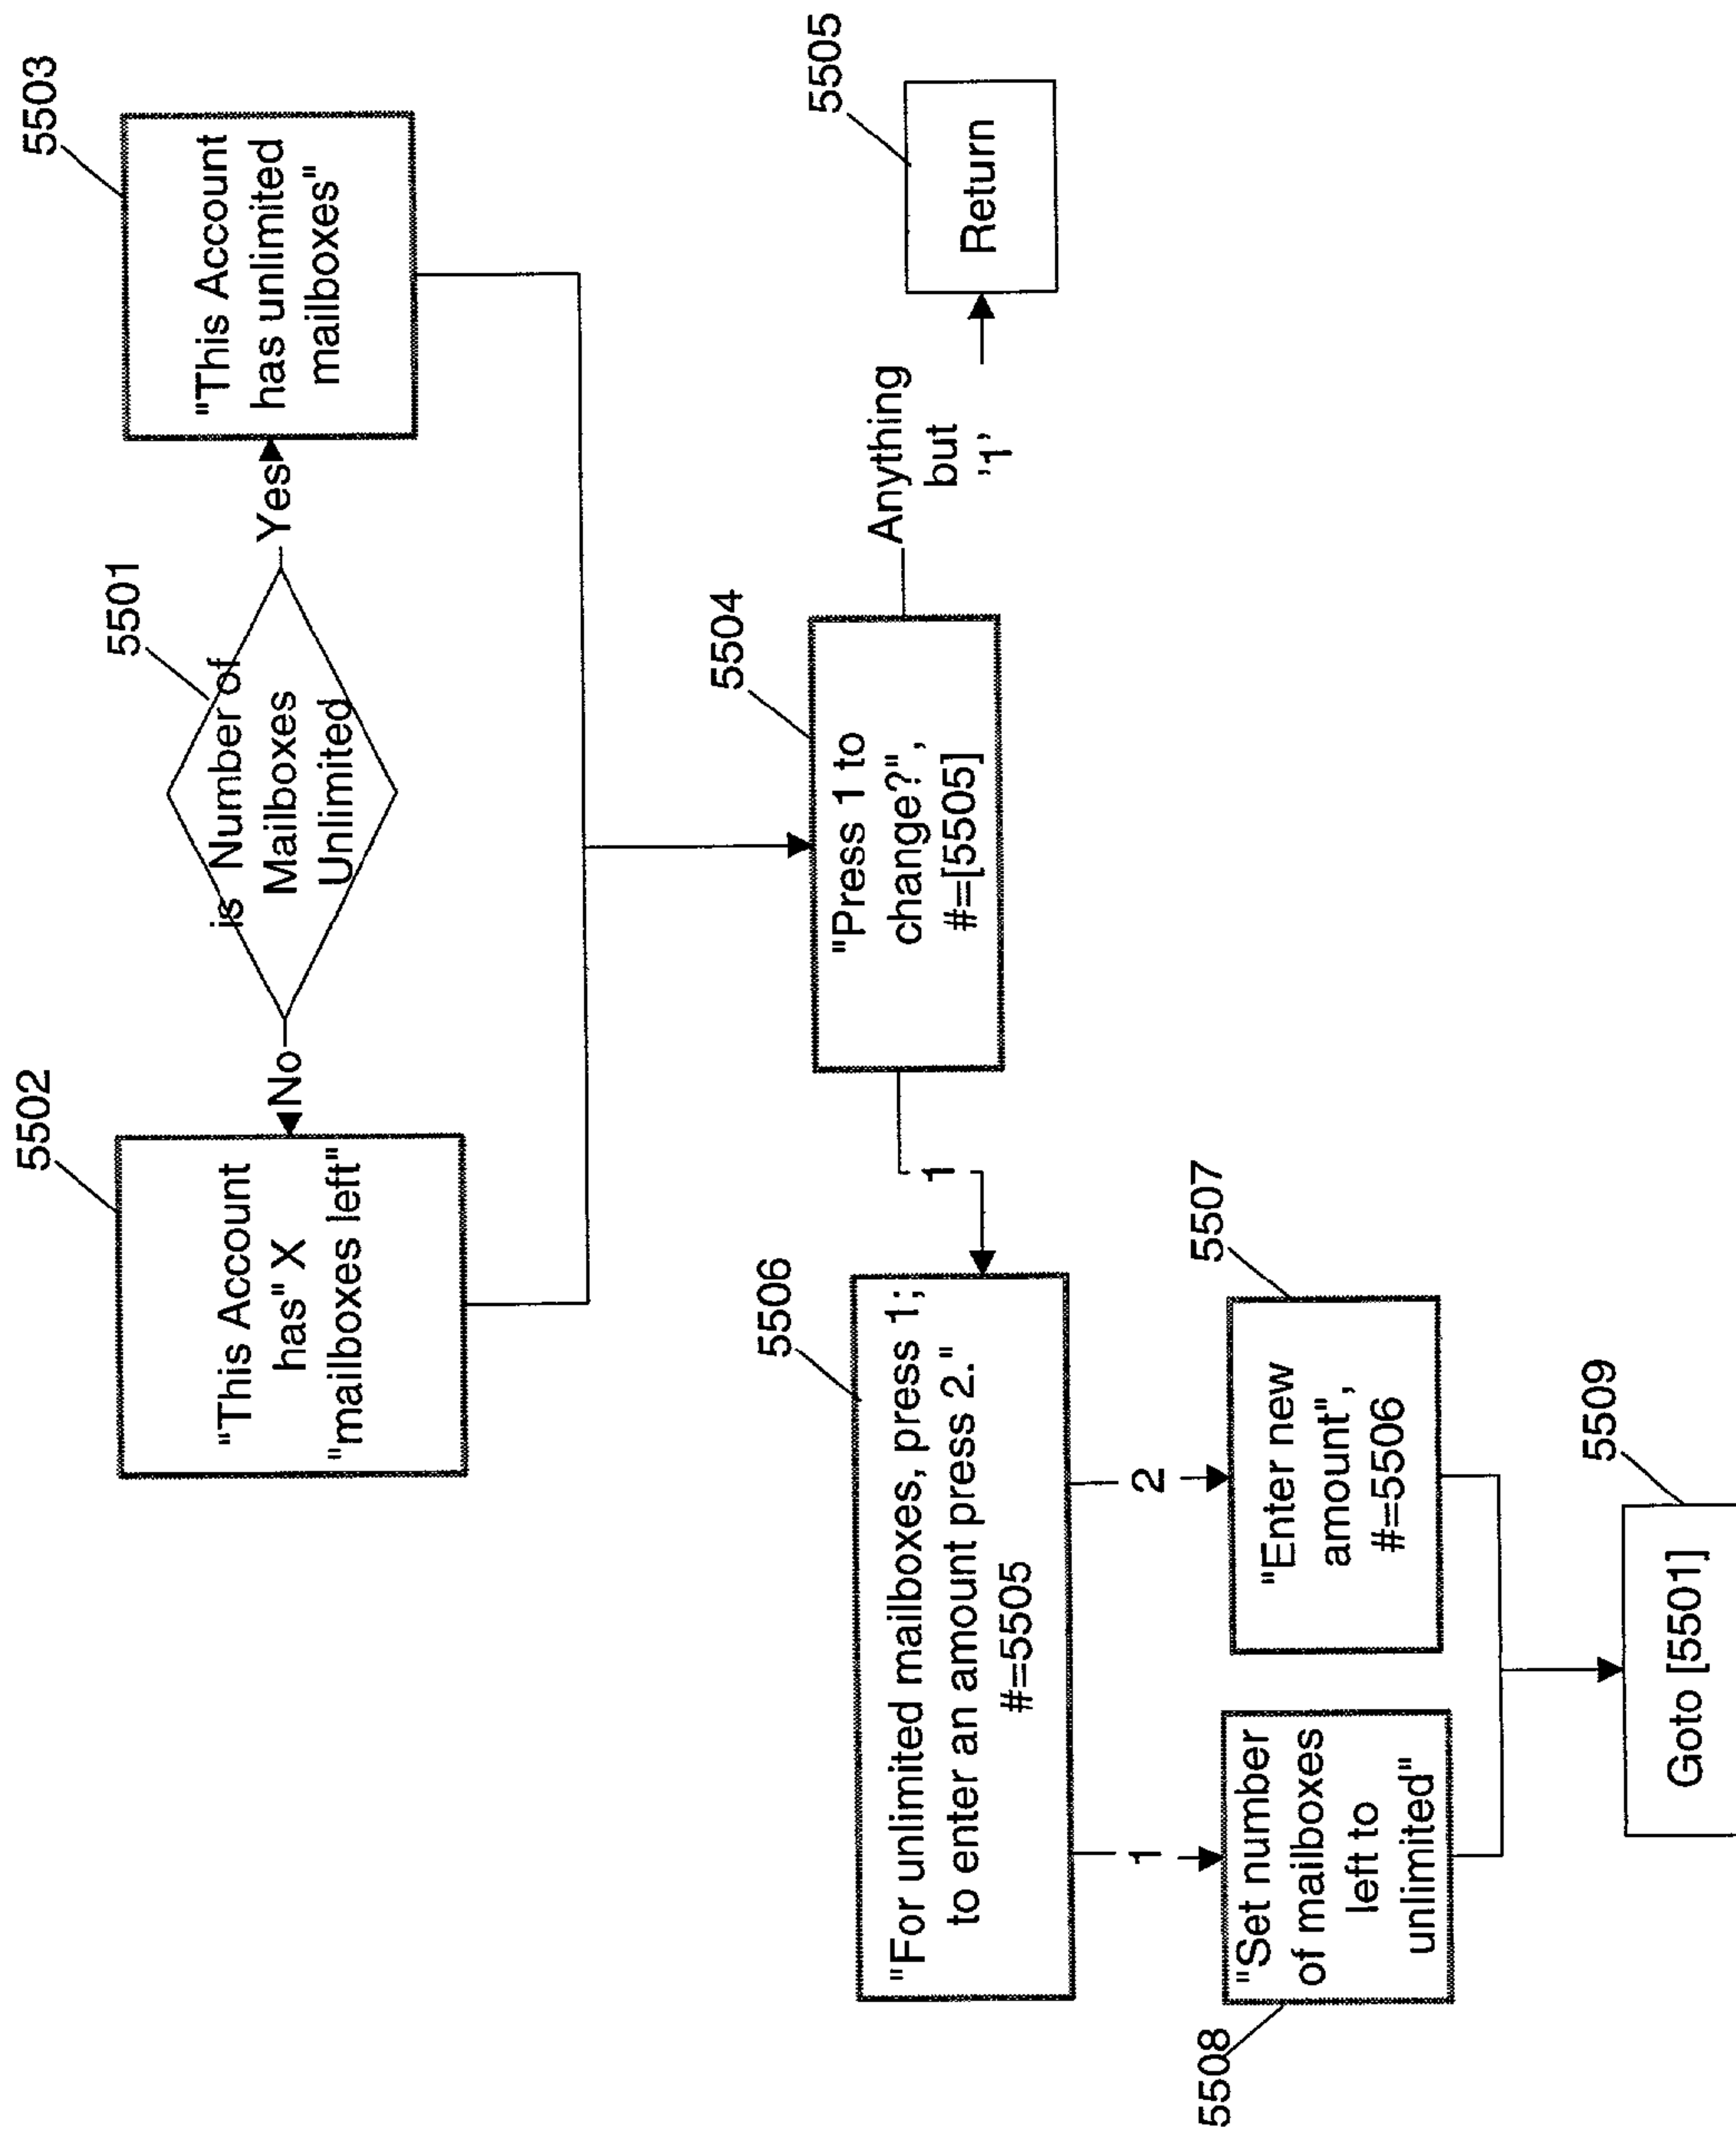 5502
5501
5503
"This Account
has" X
"mailboxes left"
No
is Number of
Mailboxes
Unlimited
Yes
"This Account
has unlimited
mailboxes"
5506
5504
5505
"For unlimited mailboxes, press 1;
to enter an amount press 2."
#=5505
1
"Press 1 to
change?",
#=[5505]
Anything
but
'1'
Return
1
2
5508
5507
"Set number
of mailboxes
left to
unlimited"
"Enter new
amount",
#=5506
5509
Goto [5501]